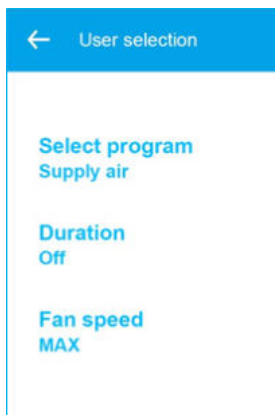 User selection
Select program
Supply air
Duration
Off
Fan speed
MAX